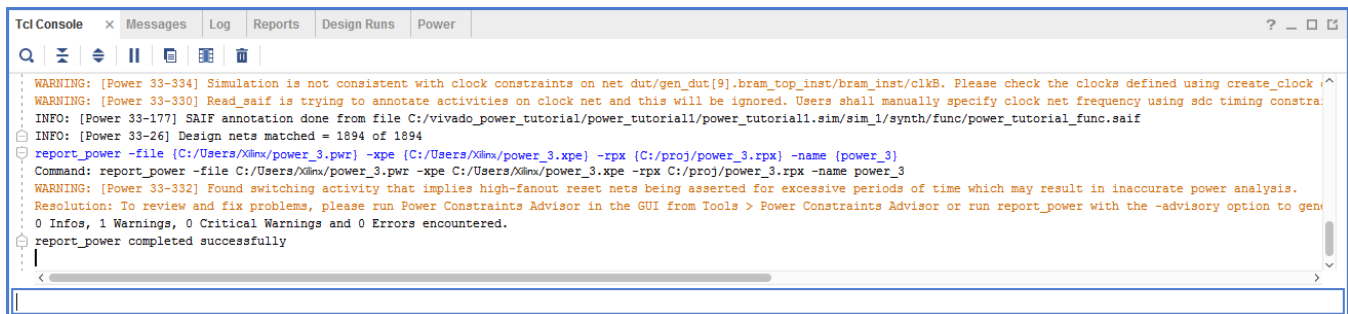 Tcl Console × Messages Log Reports Design Runs Power ? _
WARNING: [Power 33-334] Simulation is not consistent with clock constraints on net dut/gen_dut[9].bram_top_inst/bram_inst/clkB. Please check the clocks defined using create_clock
WARNING: [Power 33-330] Read_saif is trying to annotate activities on clock net and this will be ignored. Users shall manually specify clock net frequency using sdc timing constra
INFO: [Power 33-177] SAIF annotation done from file C:/vivado_power_tutorial/power_tutorial1/power_tutorial1.sim/sim_1/synth/func/power_tutorial_func.saif
INFO: [Power 33-26] Design nets matched = 1894 of 1894
report_power -file {C:/Users/Xilinx/power_3.pwr} -xpe {C:/Users/Xilinx/power_3.xpe} -rpx {C:/proj/power_3.rpx} -name {power_3}
Command: report_power -file C:/Users/Xilinx/power_3.pwr -xpe C:/Users/Xilinx/power_3.xpe -rpx C:/proj/power_3.rpx -name power_3
WARNING: [Power 33-332] Found switching activity that implies high-fanout reset nets being asserted for excessive periods of time which may result in inaccurate power analysis.
Resolution: To review and fix problems, please run Power Constraints Advisor in the GUI from Tools > Power Constraints Advisor or run report_power with the -advisory option to gen
0 Infos, 1 Warnings, 0 Critical Warnings and 0 Errors encountered.
report_power completed successfully